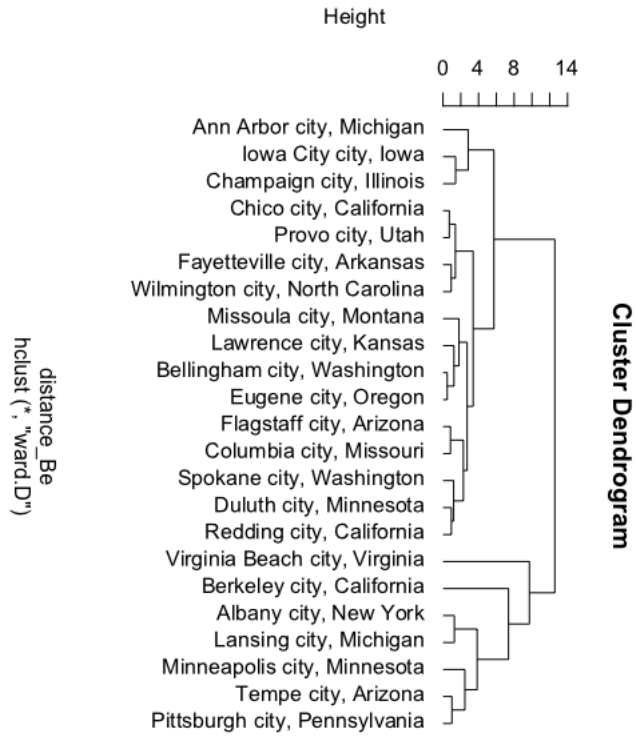 Height
0 4 8 14
Ann Arbor city, Michigan
Iowa City city, Iowa
Champaign city, Illinois
Chico city, California
Provo city, Utah
Fayetteville city, Arkansas
Wilmington city, North Carolina
Missoula city, Montana
Lawrence city, Kansas
Bellingham city, Washington
Eugene city, Oregon
Flagstaff city, Arizona
Columbia city, Missouri
Spokane city, Washington
Duluth city, Minnesota
Redding city, California
Virginia Beach city, Virginia
Berkeley city, California
Albany city, New York
Lansing city, Michigan
Minneapolis city, Minnesota
Tempe city, Arizona
Pittsburgh city, Pennsylvania
Cluster Dendrogram
distance_Be
hclust (*, "ward.D")